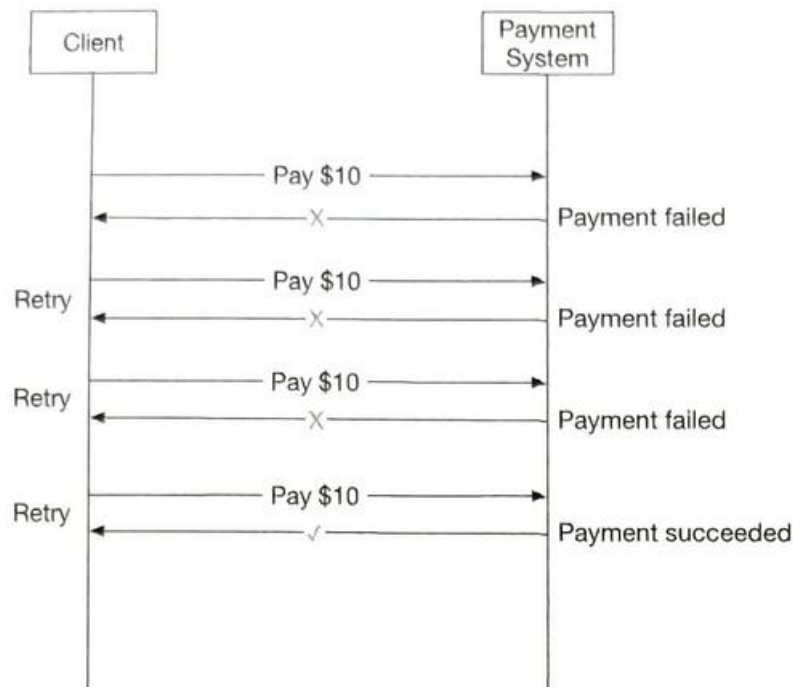 Client
Payment
System
Pay $10
X
Payment failed
Retry
Pay $10
X
Payment failed
Retry
Pay $10
X
Payment failed
Retry
Pay $10
✓
Payment succeeded